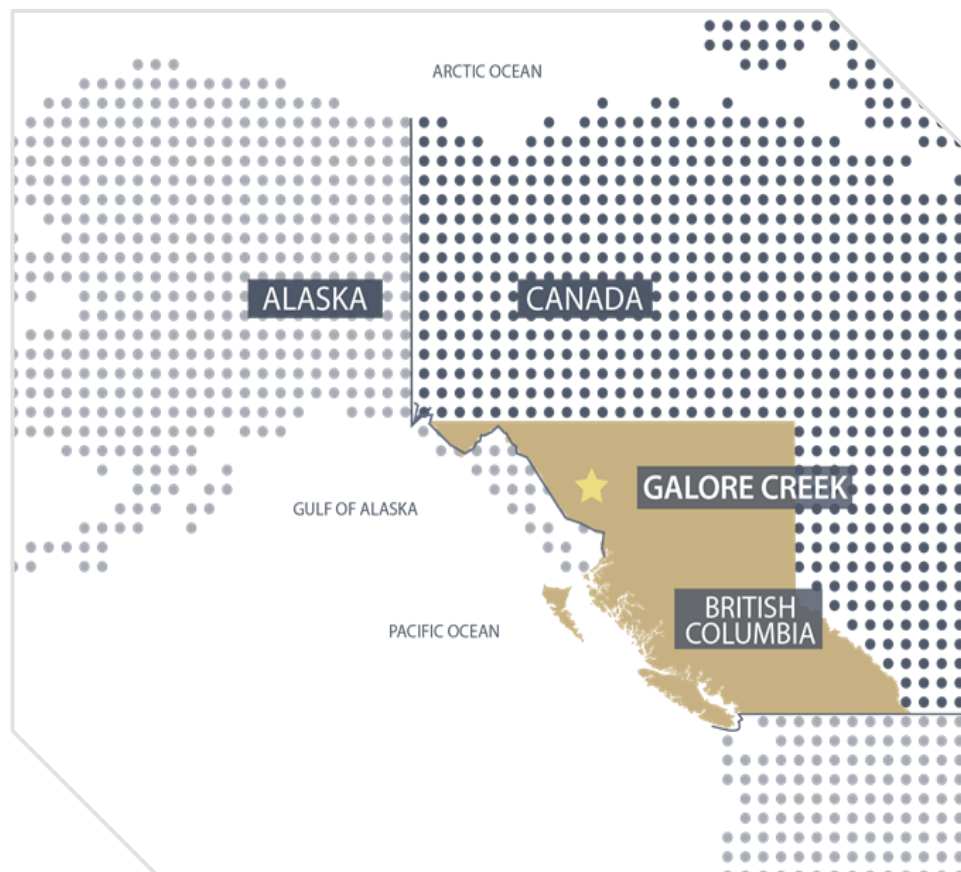 ARCTIC OCEAN
ALASKA
CANADA
GALORE CREEK
GULF OF ALASKA
BRITISH
COLUMBIA
PACIFIC OCEAN